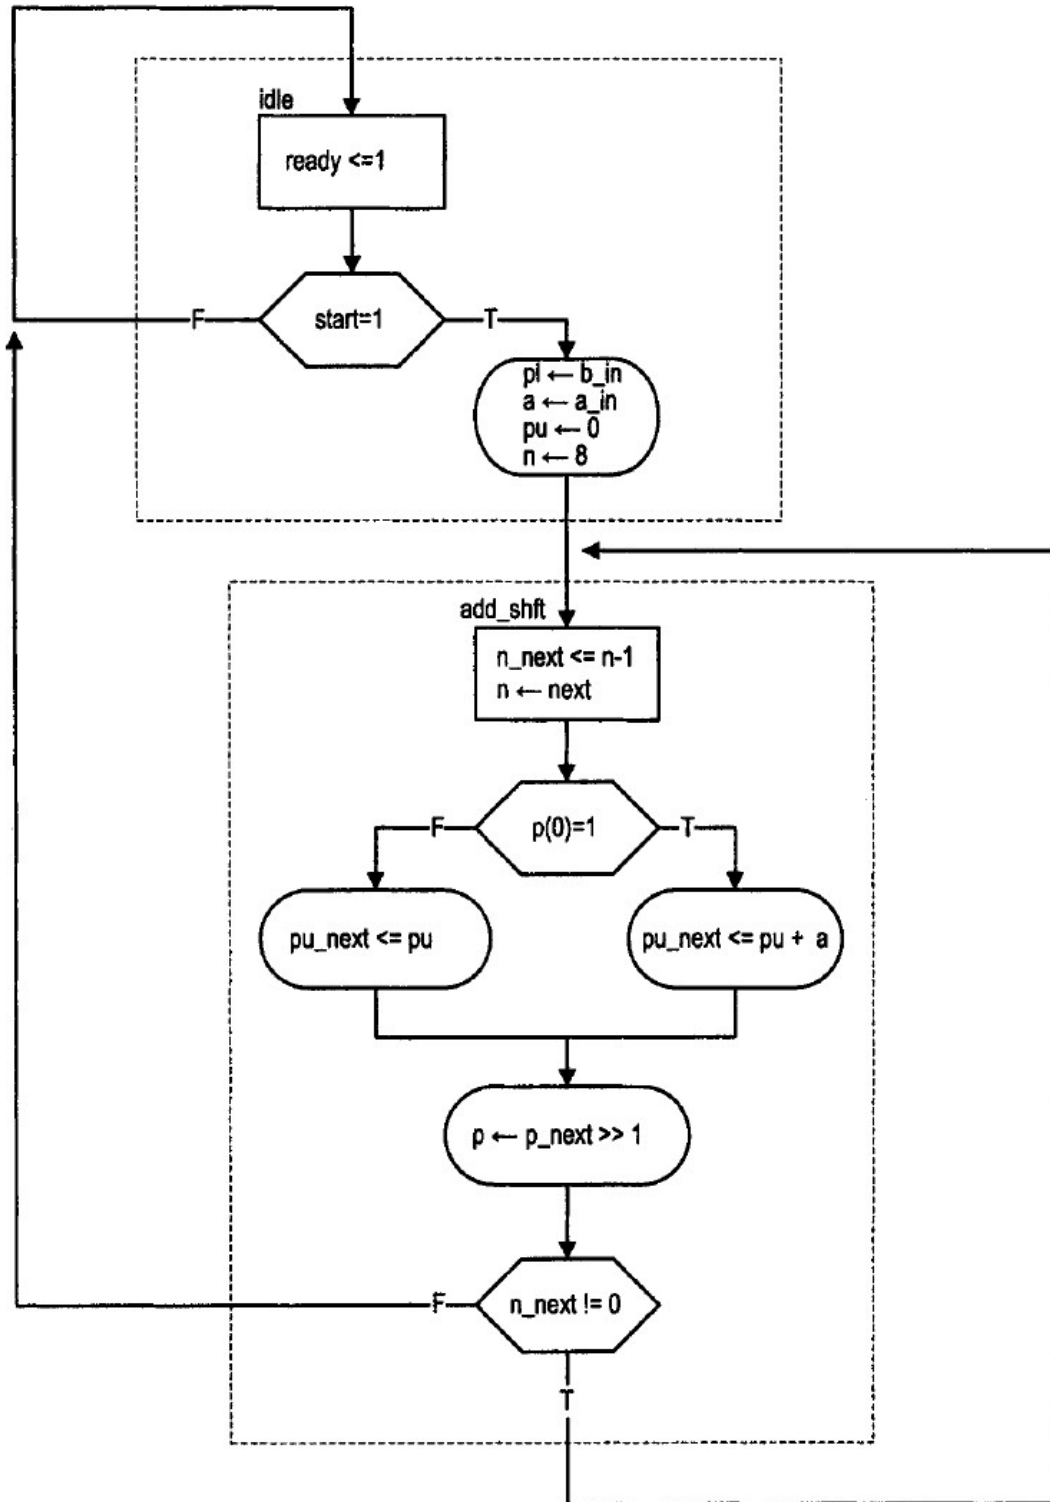 idle
ready <=1
start=1
F
T
pl ← b_in
a ← a_in
pu ← 0
n ← 8
add_shft
n_next <= n-1
n ← next
p(0)=1
F
T
pu_next <= pu
pu_next <= pu + a
p ← p_next >> 1
n_next != 0
F
T